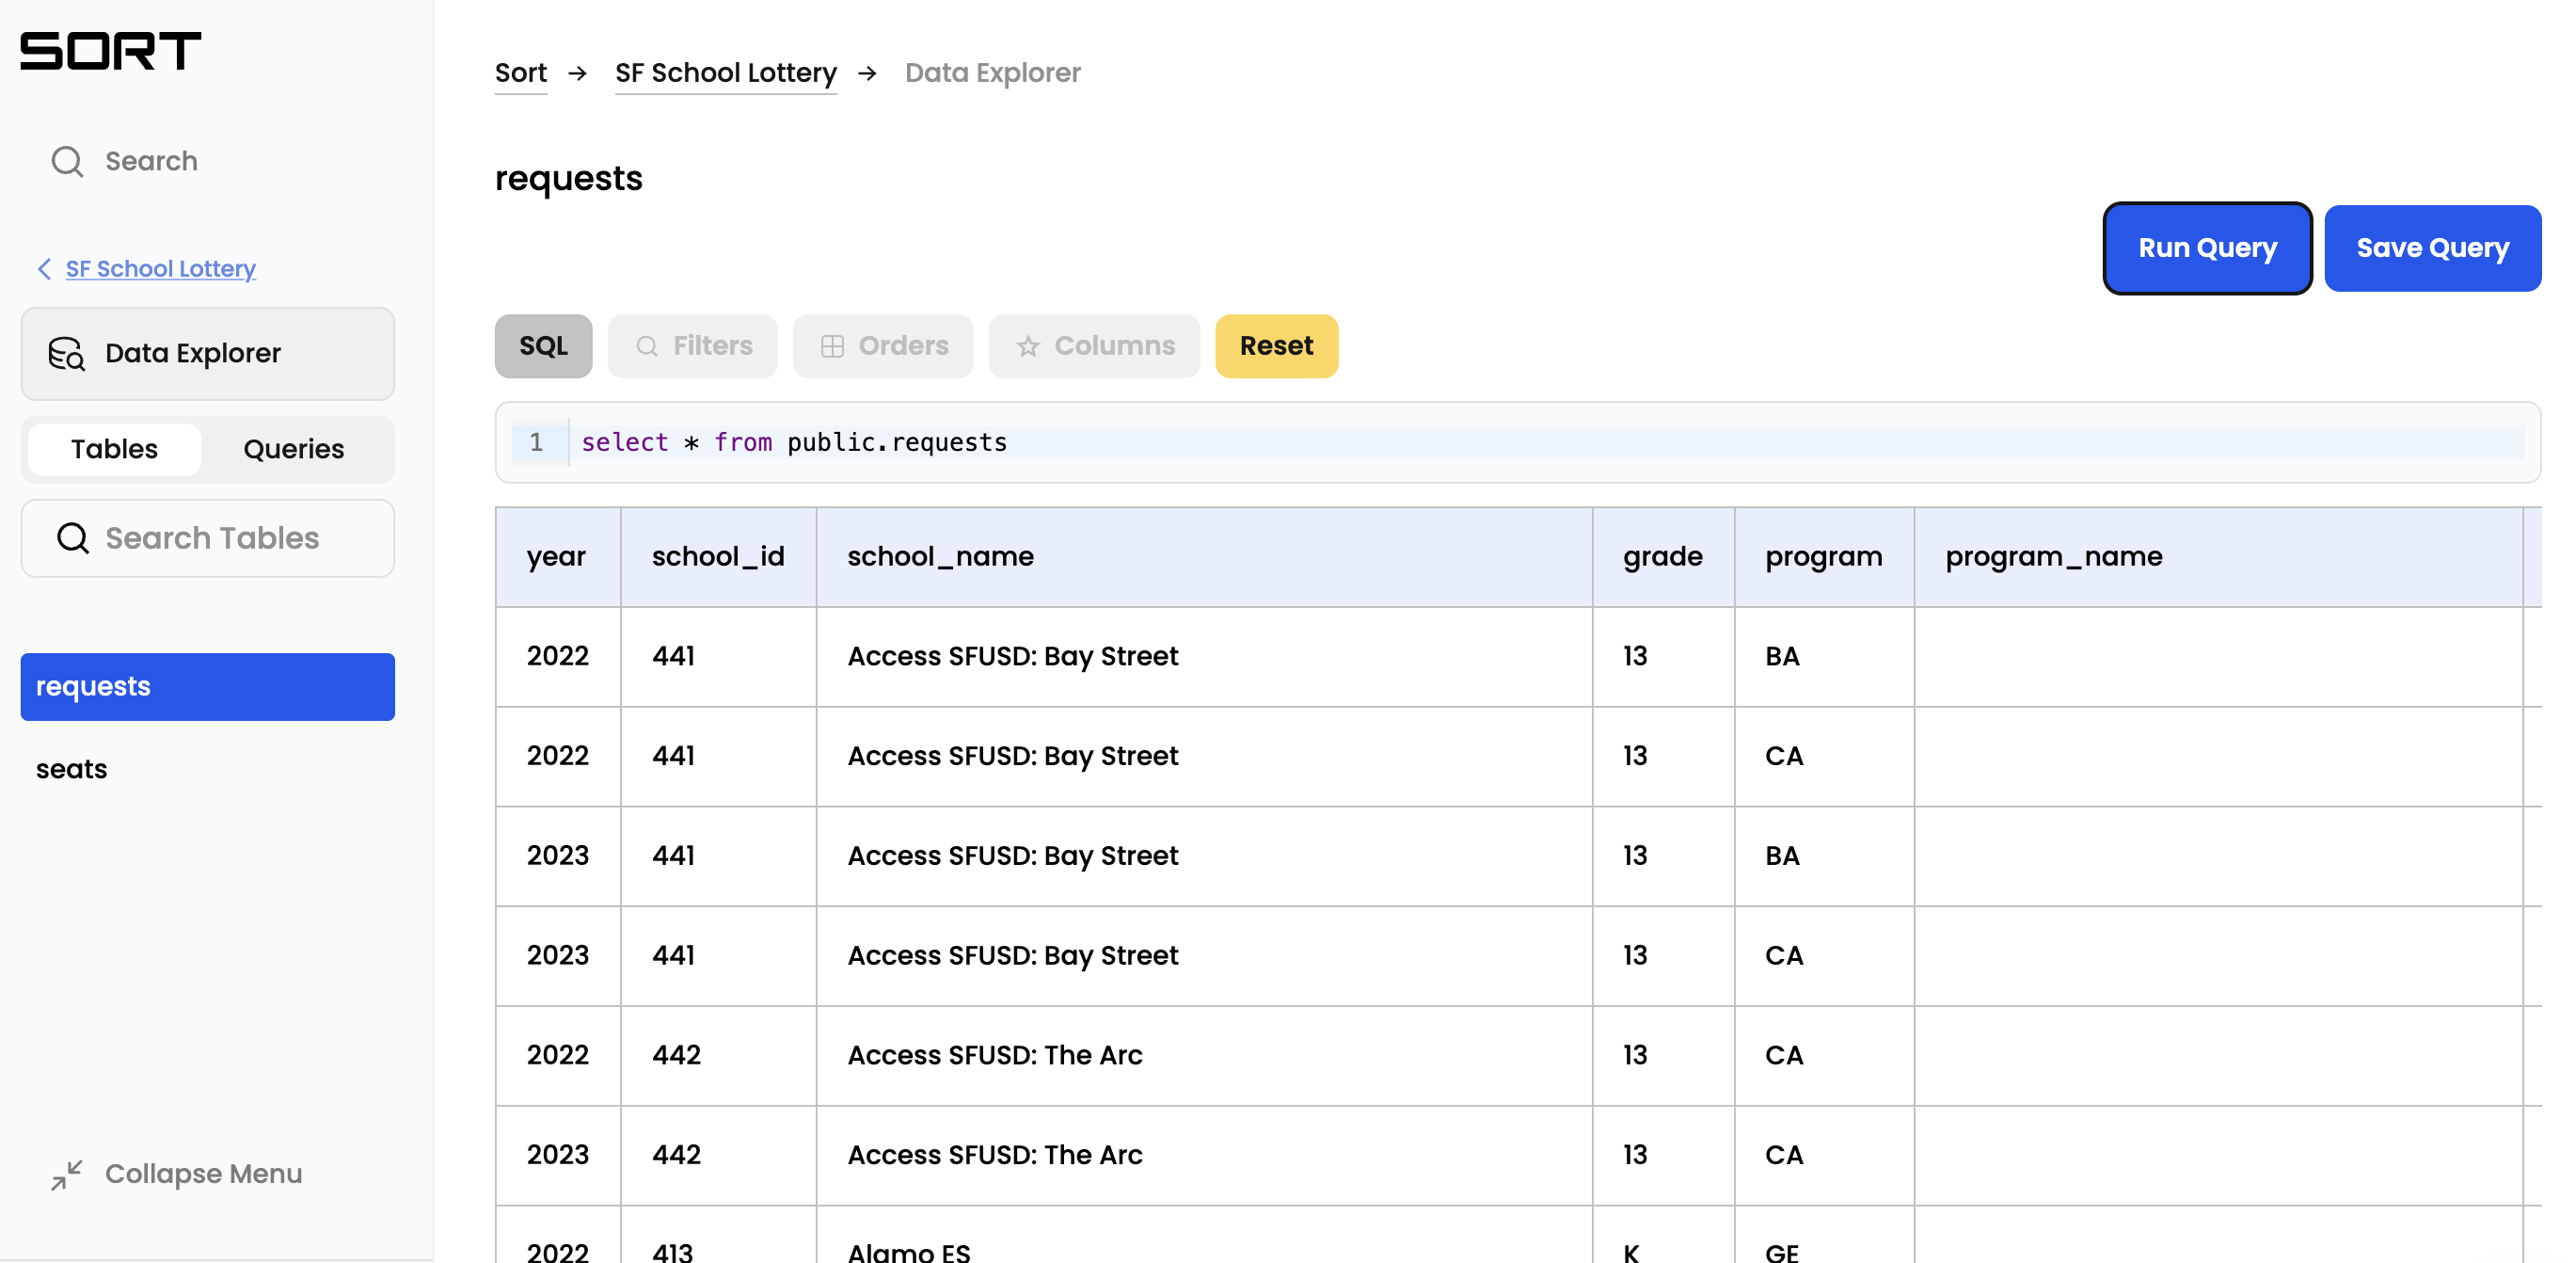 SORT
Search
SF School Lottery
Data Explorer
Tables Queries
Search Tables
requests
seats
Collapse Menu
Sort → SF School Lottery → Data Explorer
requests
Run Query Save Query
SQL Filters Orders Columns Reset
1 select * from public.requests
year school_id school_name grade program program_name
2022 441 Access SFUSD: Bay Street 13 BA
2022 441 Access SFUSD: Bay Street 13 CA
2023 441 Access SFUSD: Bay Street 13 BA
2023 441 Access SFUSD: Bay Street 13 CA
2022 442 Access SFUSD: The Arc 13 CA
2023 442 Access SFUSD: The Arc 13 CA
2022 413 Alamo ES K GE